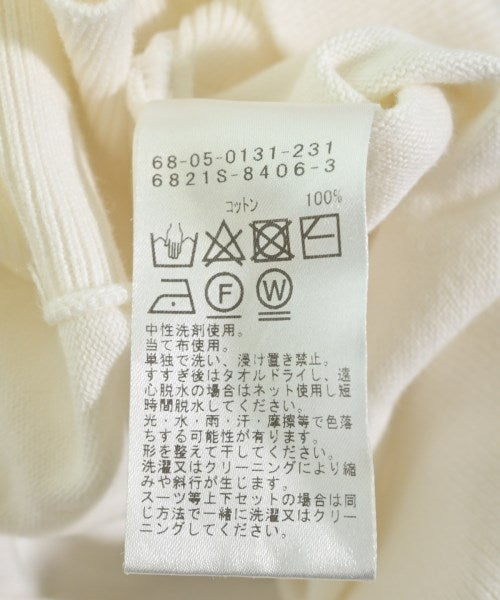 68-05-0131-231
6821S-8406-3
コットン 100%
F W
中性洗剤使用。
当て布使用。
単独で洗い、浸け置き禁止。
すすぎ後はタオルドライし、遠
心脱水の場合はネット使用し短
時間脱水してください。
光・水・雨・汗・摩擦等で色落
ちする可能性が有ります。
形を整えて干してください。
洗濯又はクリーニングにより縮
みや斜行が生じます。
スーツ等上下セットの場合は同
じ方法で一緒に洗濯又はクリー
ニングしてください。